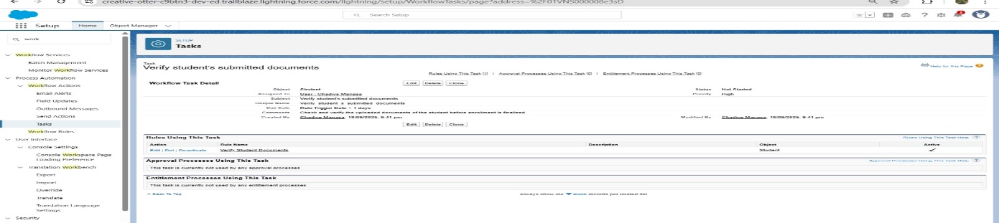 creative-otter-c9btn3-dev-ed.trailblaze.lightning.force.com/lightning/setup/WorkflowTasks/page?address=%2F01VNS000008e3sD
Search Setup
Setup Home Object Manager
work
SETUP
Tasks
Workflow Services
Batch Management
Monitor Workflow Services
Process Automation
Workflow Actions
Email Alerts
Field Updates
Outbound Messages
Send Actions
Tasks
Workflow Rules
User Interface
Console Settings
Console Workspace Page
Loading Preference
Translation Workbench
Export
Import
Override
Translate
Translation Language
Settings
Security
Task
Verify student's submitted documents
Help for this Page
Rules Using This Task [1] | Approval Processes Using This Task [0] | Entitlement Processes Using This Task [0]
Workflow Task Detail Edit Delete Clone
Object Student Status Not Started
Assigned To User : Chadive Manasa Priority High
Subject Verify student's submitted documents
Unique Name Verify_student_s_submitted_documents
Due Date Rule Trigger Date + 1 days
Comments Check and verify the uploaded documents of the student before enrolment is finalized
Created By Chadive Manasa, 18/09/2025, 9:41 pm Modified By Chadive Manasa, 18/09/2025, 9:41 pm
Edit Delete Clone
Rules Using This Task Rules Using This Task Help
Action Rule Name Description Object Active
Edit | Del | Deactivate Verify Student Documents Student
Approval Processes Using This Task Approval Processes Using This Task Help
This task is currently not used by any approval processes
Entitlement Processes Using This Task
This task is currently not used by any entitlement processes
Back To Top Always show me more records per related list